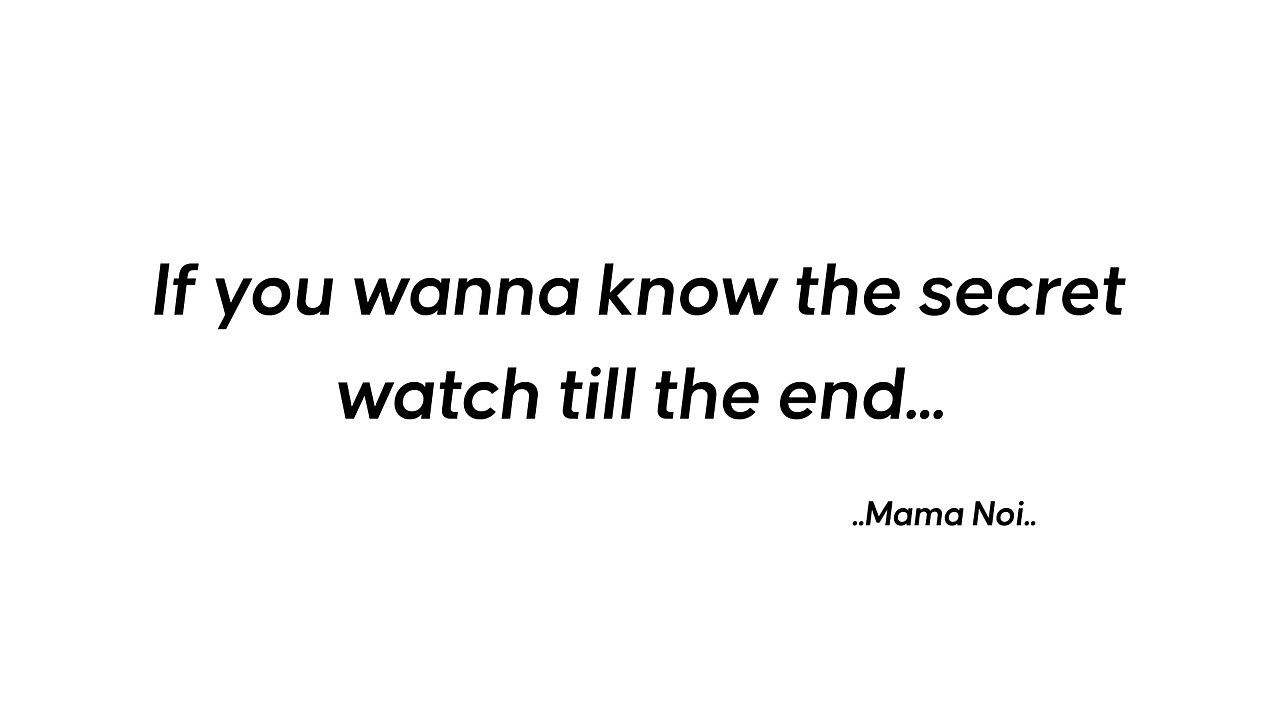 If you wanna know the secret
watch till the end...
..Mama Noi..